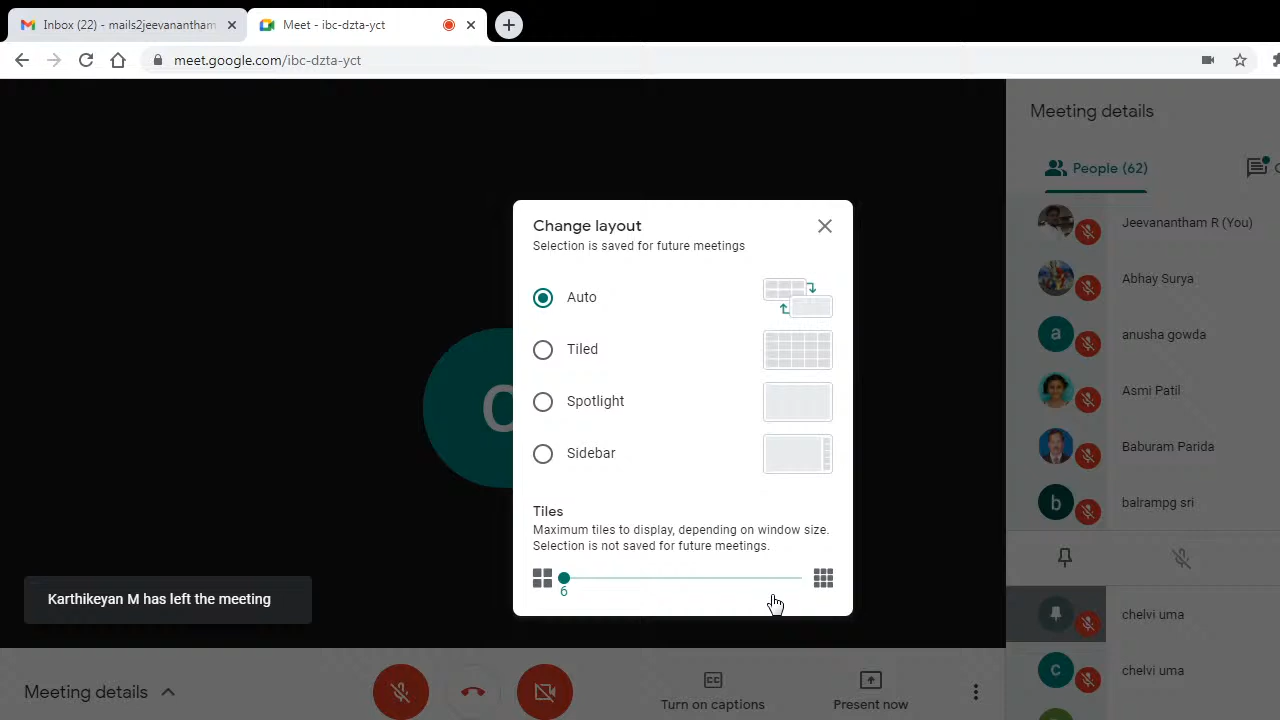 Inbox (22) - mails2jeevanantham
Meet - ibc-dzta-yct
meet.google.com/ibc-dzta-yct
Meeting details
People (62)
Jeevanantham R (You)
Abhay Surya
a
anusha gowda
Asmi Patil
Baburam Parida
b
balrampg sri
chelvi uma
c
chelvi uma
Change layout
Selection is saved for future meetings
Auto
Tiled
Spotlight
Sidebar
Tiles
Maximum tiles to display, depending on window size.
Selection is not saved for future meetings.
6
Karthikeyan M has left the meeting
Meeting details
CC
Turn on captions
Present now